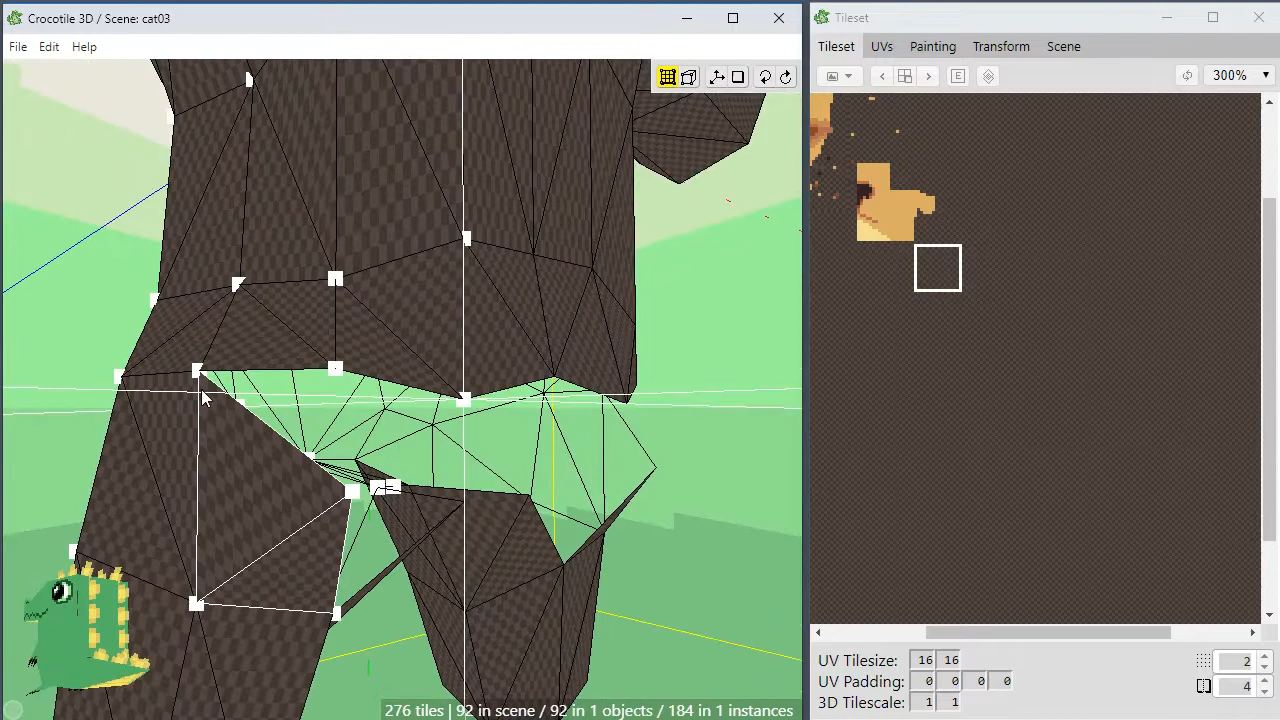 Crocotile 3D / Scene: cat03
File Edit Help
276 tiles | 92 in scene / 92 in 1 objects / 184 in 1 instances
Tileset
Tileset UVs Painting Transform Scene
E 300%
UV Tilesize: 16 16
UV Padding: 0 0 0 0
3D Tilescale: 1 1
2
4